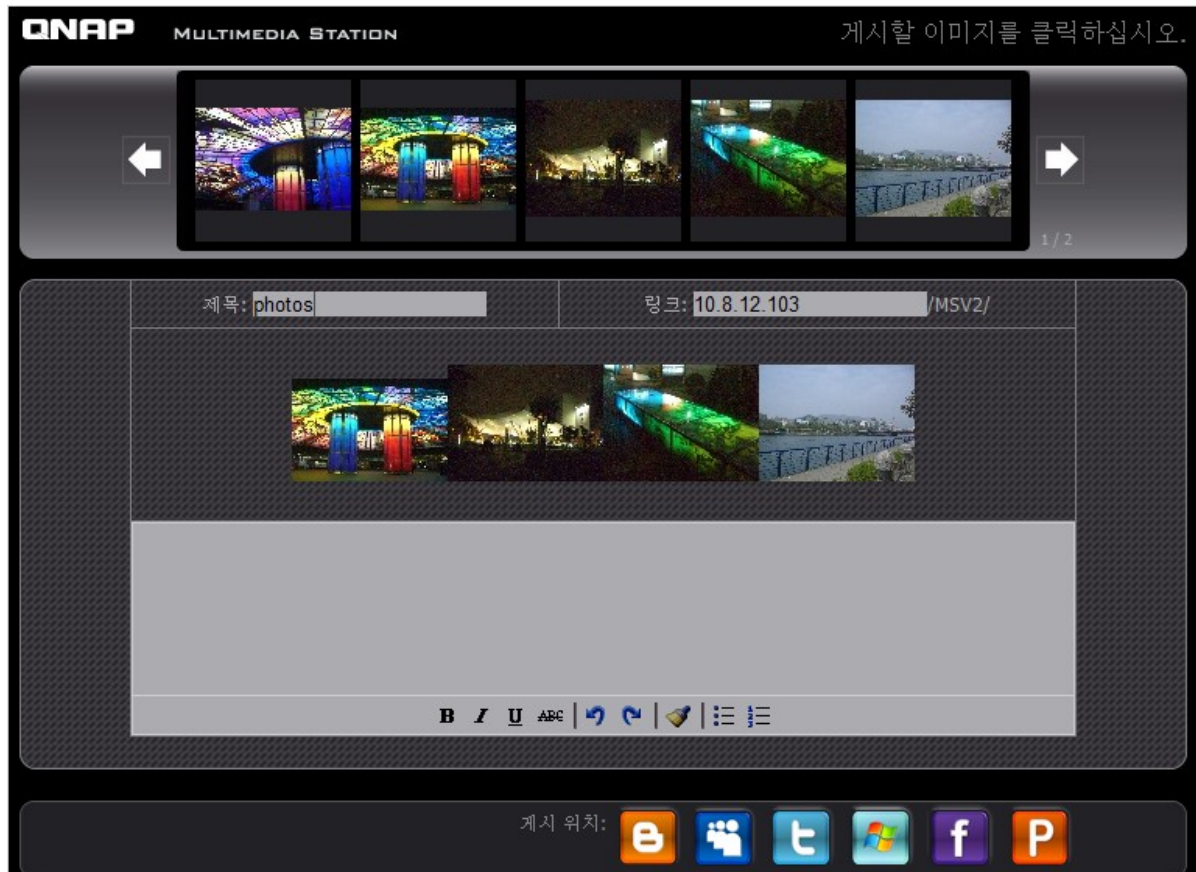 QNAP MULTIMEDIA STATION 게시할 이미지를 클릭하십시오.
1 / 2
제목: photos 링크: 10.8.12.103 /MSV2/
B I U ABC
게시 위치: B t f P